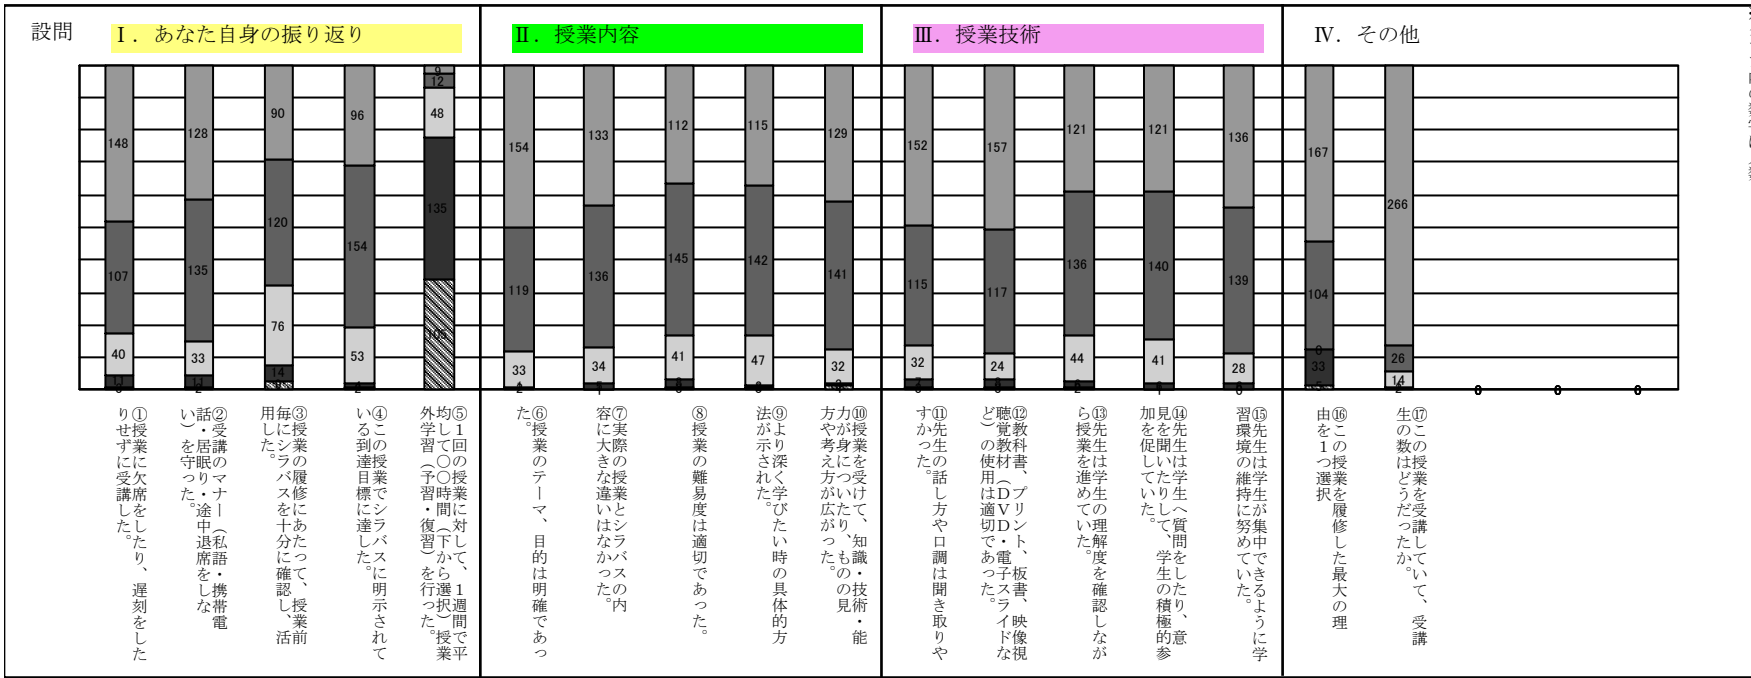 設問
Ⅰ．あなた自身の振り返り
Ⅱ．授業内容
Ⅲ．授業技術
Ⅳ．その他
148
107
40
11
128
135
33
11
2
90
120
76
14
96
154
53
2
9
12
48
135
105
154
119
33
2
133
136
34
112
145
41
115
142
47
129
141
32
152
115
32
157
117
24
121
136
44
121
140
41
136
139
28
167
104
0
33
5
266
26
14
2
0
0
0
①授業に欠席をしたり、遅刻をした
りせずに受講した。
②受講のマナー（私語・携帯電
話・居眠り・途中退席をしな
い）を守った。
③授業の履修にあたって、授業前
毎にシラバスを十分に確認し、活
用した。
④この授業でシラバスに明示されて
いる到達目標に達した。
⑤１回の授業に対して、１週間で平
均して〇〇時間（下から選択）授業
外学習（予習・復習）を行った。
⑥授業のテーマ、目的は明確であっ
た。
⑦実際の授業とシラバスの内
容に大きな違いはなかった。
⑧授業の難易度は適切であった。
⑨より深く学びたい時の具体的方
法が示された。
⑩授業を受けて、知識・技術・能
力が身についたり、ものの見
方や考え方が広がった。
⑪先生の話し方や口調は聞き取りや
すかった。
⑫教科書、プリント、板書、映像視
聴覚教材（ＤＶＤ・電子スライドな
ど）の使用は適切であった。
⑬先生は学生の理解度を確認しなが
ら授業を進めていた。
⑭先生は学生へ質問をしたり、意
見を聞いたりして、学生の積極的参
加を促していた。
⑮先生は学生が集中できるように学
習環境の維持に努めていた。
⑯この授業を履修した最大の理
由を１つ選択
⑰この授業を受講していて、受講
生の数はどうだったか。